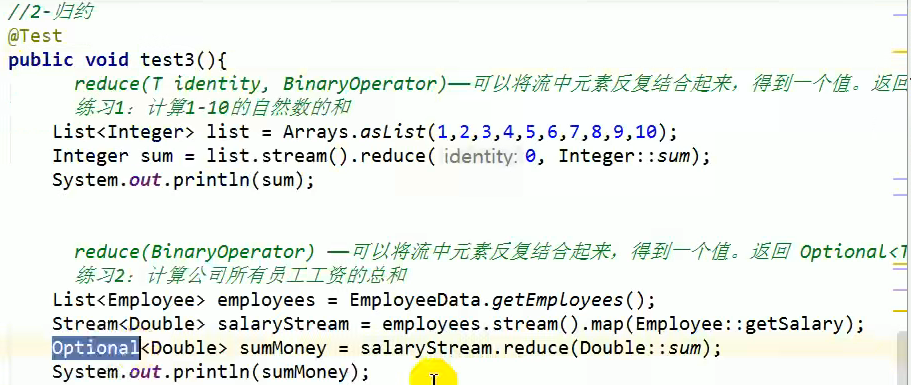 //2-归约
@Test
public void test3(){
reduce(T identity, BinaryOperator)——可以将流中元素反复结合起来，得到一个值。返回
练习1：计算1-10的自然数的和
List<Integer> list = Arrays.asList(1,2,3,4,5,6,7,8,9,10);
Integer sum = list.stream().reduce( identity: 0, Integer::sum);
System.out.println(sum);
reduce(BinaryOperator) ——可以将流中元素反复结合起来，得到一个值。返回 Optional<T
练习2：计算公司所有员工工资的总和
List<Employee> employees = EmployeeData.getEmployees();
Stream<Double> salaryStream = employees.stream().map(Employee::getSalary);
Optional<Double> sumMoney = salaryStream.reduce(Double::sum);
System.out.println(sumMoney);